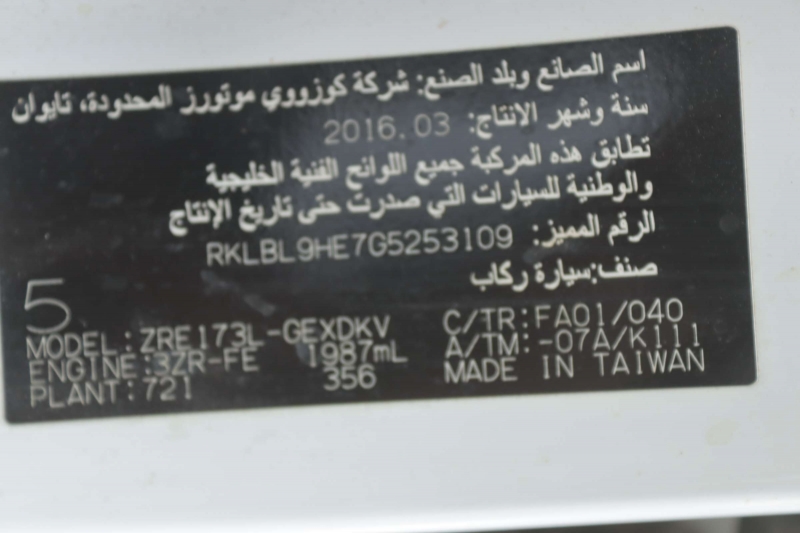 اسم الصانع وبلد الصنع: شركة كوزووي موتورز المحدودة، تايوان
سنة وشهر الانتاج: 2016.03
تطابق هذه المركبة جميع اللوائح الفنية الخليجية
والوطنية للسيارات التي صدرت حتى تاريخ الإنتاج
الرقم المميز: RKLBL9HE7G5253109
صنف:سيارة ركاب
5
MODEL:ZRE173L-GEXDKV C/TR:FA01/040
ENGINE:3ZR-FE 1987mL A/TM:-07A/K111
PLANT:721 356 MADE IN TAIWAN